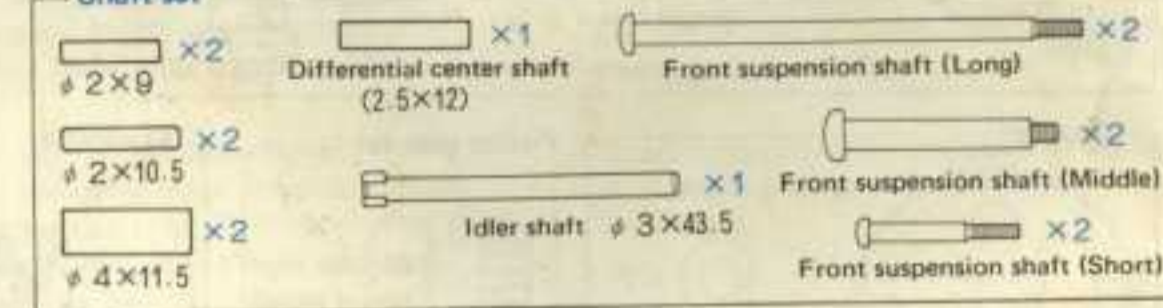 Shaft set
×2
φ 2×9
×2
φ 2×10.5
×2
φ 4×11.5
×1
Differential center shaft
(2.5×12)
×1
Idler shaft φ 3×43.5
×2
Front suspension shaft (Long)
×2
Front suspension shaft (Middle)
×2
Front suspension shaft (Short)